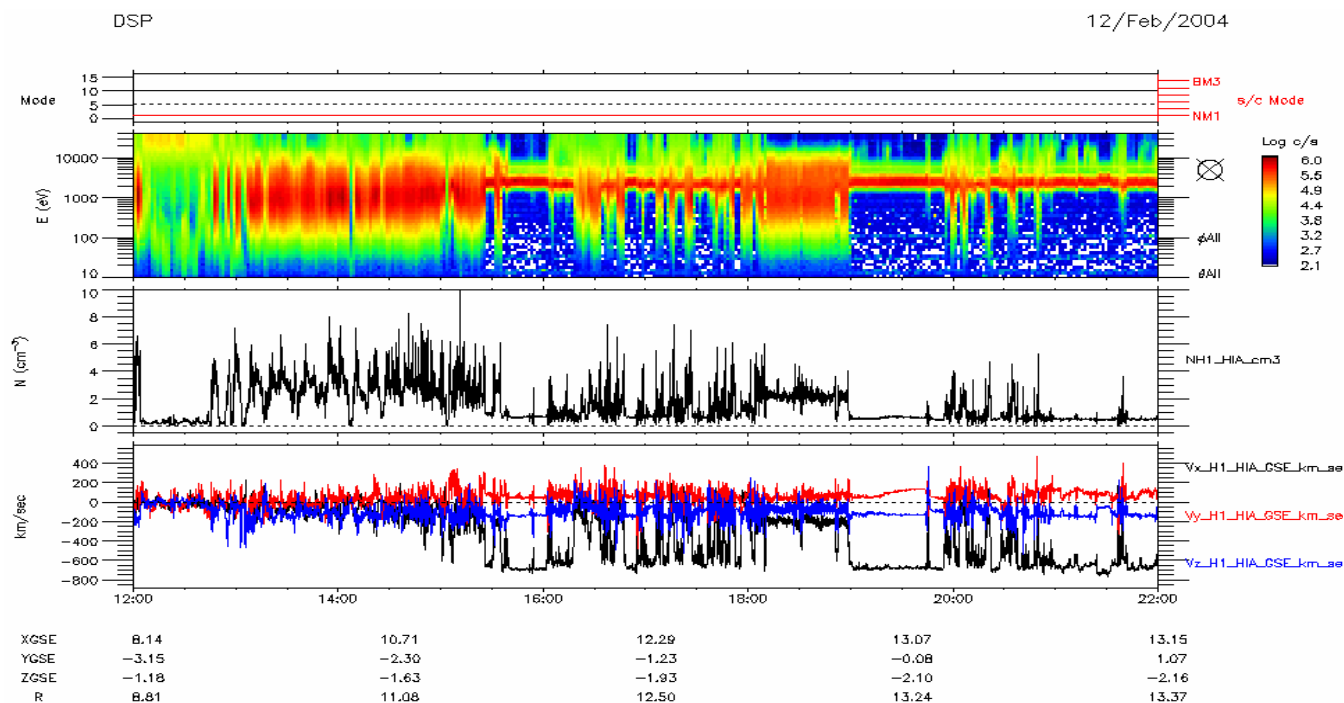 DSP 12/Feb/2004
15
10
5
0
Mode
BM3
s/c Mode
NM1
10000
1000
100
10
E (eV)
Log c/s
6.0
5.5
4.9
4.4
3.8
3.2
2.7
2.1
10
8
6
4
2
0
N (cm⁻³)
NH1_HIA_cm3
400
200
0
−200
−400
−600
−800
km/sec
Vx_H1_HIA_GSE_km_se
Vy_H1_HIA_GSE_km_se
Vz_H1_HIA_GSE_km_se
12:00 14:00 16:00 18:00 20:00 22:00
XGSE 8.14 10.71 12.29 13.07 13.15
YGSE −3.15 −2.30 −1.23 −0.08 1.07
ZGSE −1.18 −1.63 −1.93 −2.10 −2.16
R 8.81 11.08 12.50 13.24 13.37